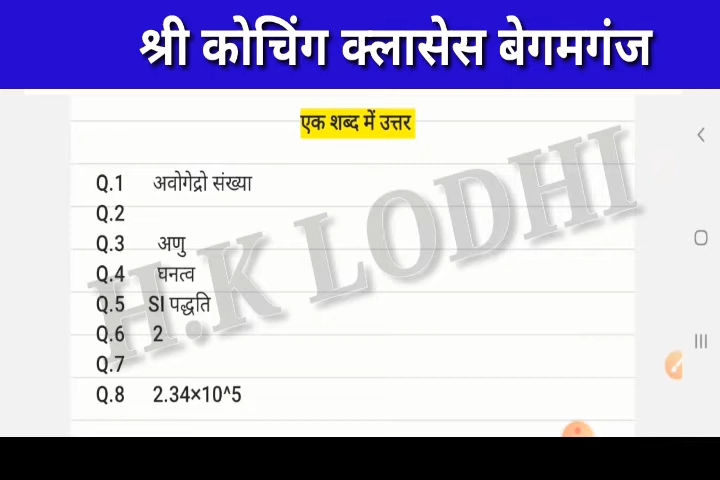 श्री कोचिंग क्लासेस बेगमगंज
एक शब्द में उत्तर
Q.1 अवोगेद्रो संख्या
Q.2
Q.3 अणु
Q.4 घनत्व
Q.5 SI पद्धति
Q.6 2
Q.7
Q.8 2.34×10^5
H.K LODHI